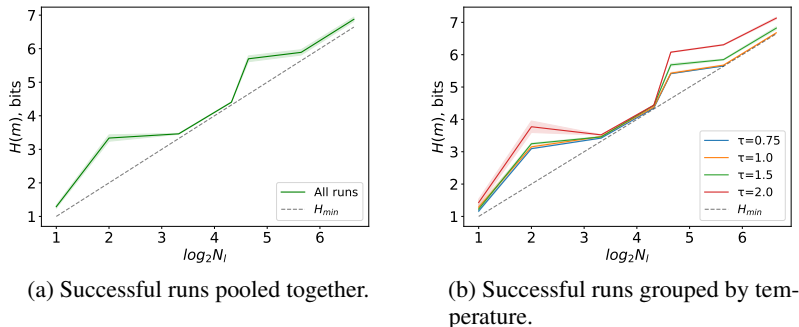 7
6
5
4
3
2
1
H(m), bits
1
2
3
4
5
6
log₂Nₗ
All runs
Hₘᵢₙ
(a) Successful runs pooled together.
7
6
5
4
3
2
1
H(m), bits
1
2
3
4
5
6
log₂Nₗ
τ=0.75
τ=1.0
τ=1.5
τ=2.0
Hₘᵢₙ
(b) Successful runs grouped by tem-
perature.